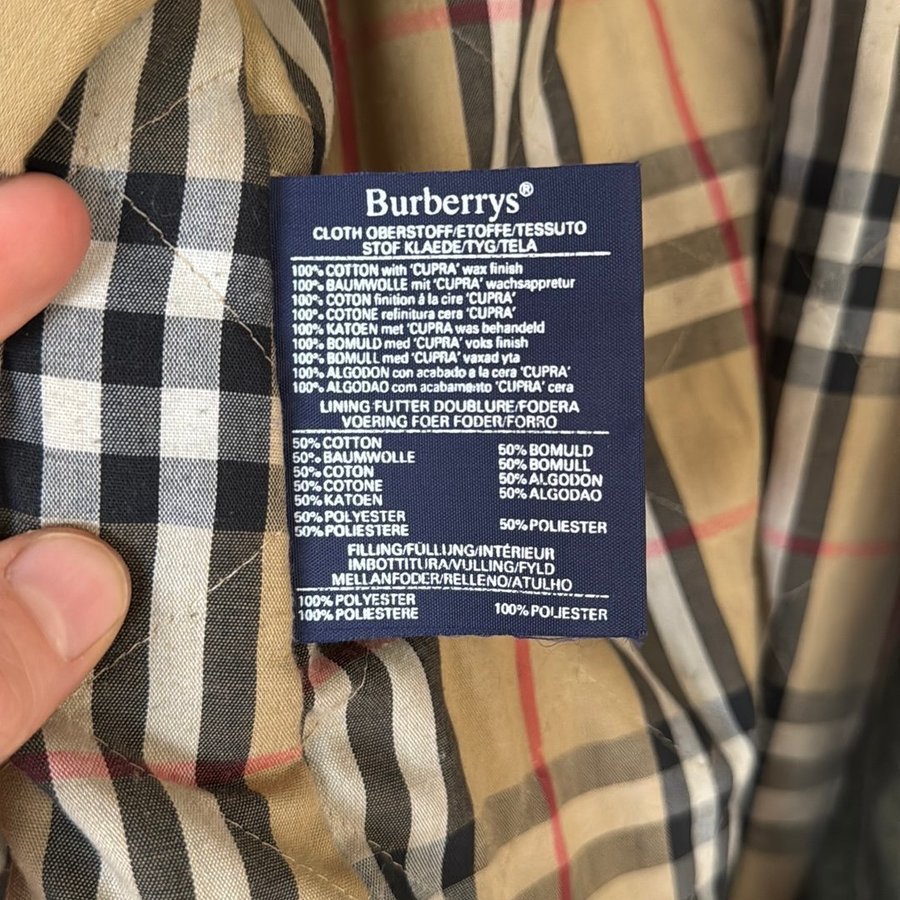 Burberrys®
CLOTH OBERSTOFF/ETOFFE/TESSUTO
STOF KLAEDE/TYG/TELA
100% COTTON with 'CUPRA' wax finish
100% BAUMWOLLE mit 'CUPRA' wachsappretur
100% COTON finition á la cire 'CUPRA'
100% COTONE refinitura cera 'CUPRA'
100% KATOEN met 'CUPRA was behandeld
100% BOMULD med 'CUPRA' voks finish
100% BOMULL med 'CUPRA' vaxad yta
100% ALGODON con acabado a la cera 'CUPRA'
100% ALGODAO com acabamento 'CUPRA' cera
LINING FUTTER DOUBLURE/FODERA
VOERING FOER FODER/FORRO
50% COTTON
50% BAUMWOLLE
50% COTON
50% COTONE
50% KATOEN
50% BOMULD
50% BOMULL
50% ALGODON
50% ALGODAO
50% POLYESTER
50% POLIESTERE
50% POLIESTER
FILLING/FÜLLUNG/INTÉRIEUR
IMBOTTITURA/VULLING/FYLD
MELLANFODER/RELLENO/ATULHO
100% POLYESTER
100% POLIESTERE
100% POLIESTER